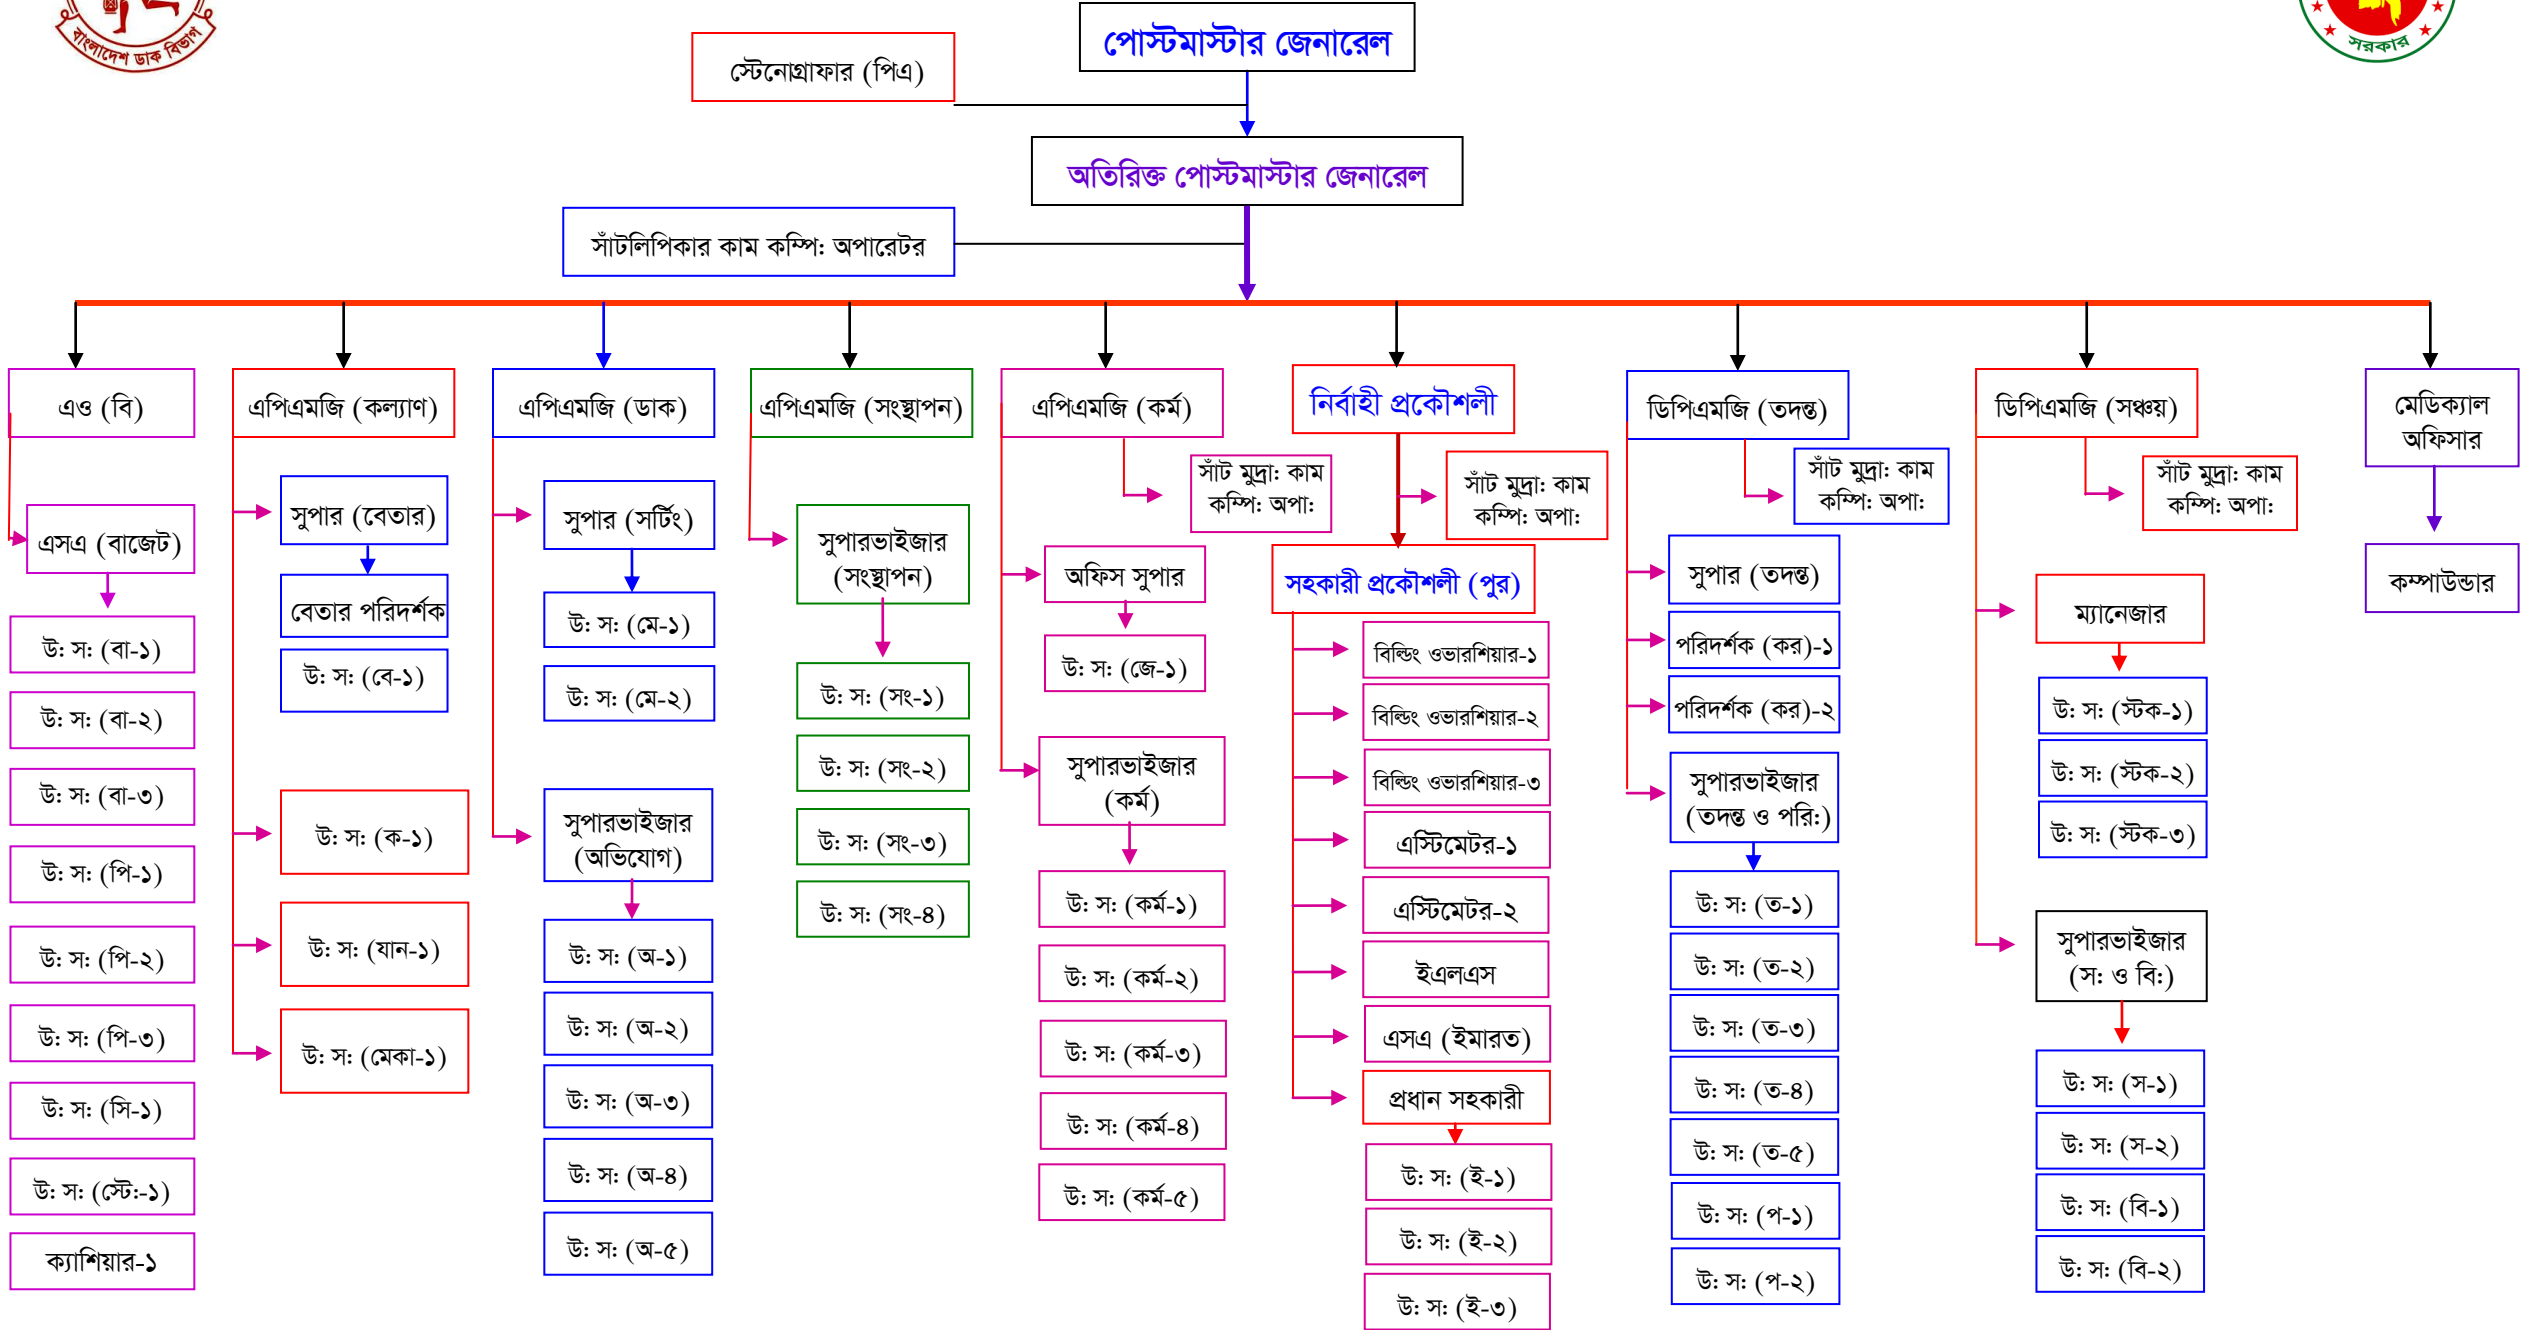 বাংলাদেশ ডাক বিভাগ
পোস্টমাস্টার জেনারেল
সরকার
স্টেনোগ্রাফার (পিএ)
অতিরিক্ত পোস্টমাস্টার জেনারেল
সাঁটলিপিকার কাম কম্পি: অপারেটর
এও (বি)
এসএ (বাজেট)
উ: স: (বা-১)
উ: স: (বা-২)
উ: স: (বা-৩)
উ: স: (পি-১)
উ: স: (পি-২)
উ: স: (পি-৩)
উ: স: (সি-১)
উ: স: (স্টে:-১)
ক্যাশিয়ার-১
এপিএমজি (কল্যাণ)
সুপার (বেতার)
বেতার পরিদর্শক
উ: স: (বে-১)
উ: স: (ক-১)
উ: স: (যান-১)
উ: স: (মেকা-১)
এপিএমজি (ডাক)
সুপার (সর্টিং)
উ: স: (মে-১)
উ: স: (মে-২)
সুপারভাইজার
(অভিযোগ)
উ: স: (অ-১)
উ: স: (অ-২)
উ: স: (অ-৩)
উ: স: (অ-৪)
উ: স: (অ-৫)
এপিএমজি (সংস্থাপন)
সুপারভাইজার
(সংস্থাপন)
উ: স: (সং-১)
উ: স: (সং-২)
উ: স: (সং-৩)
উ: স: (সং-৪)
এপিএমজি (কর্ম)
সাঁট মুদ্রা: কাম
কম্পি: অপা:
অফিস সুপার
উ: স: (জে-১)
সুপারভাইজার
(কর্ম)
উ: স: (কর্ম-১)
উ: স: (কর্ম-২)
উ: স: (কর্ম-৩)
উ: স: (কর্ম-৪)
উ: স: (কর্ম-৫)
নির্বাহী প্রকৌশলী
সাঁট মুদ্রা: কাম
কম্পি: অপা:
সহকারী প্রকৌশলী (পুর)
বিল্ডিং ওভারশিয়ার-১
বিল্ডিং ওভারশিয়ার-২
বিল্ডিং ওভারশিয়ার-৩
এস্টিমেটর-১
এস্টিমেটর-২
ইএলএস
এসএ (ইমারত)
প্রধান সহকারী
উ: স: (ই-১)
উ: স: (ই-২)
উ: স: (ই-৩)
ডিপিএমজি (তদন্ত)
সাঁট মুদ্রা: কাম
কম্পি: অপা:
সুপার (তদন্ত)
পরিদর্শক (কর)-১
পরিদর্শক (কর)-২
সুপারভাইজার
(তদন্ত ও পরি:)
উ: স: (ত-১)
উ: স: (ত-২)
উ: স: (ত-৩)
উ: স: (ত-৪)
উ: স: (ত-৫)
উ: স: (প-১)
উ: স: (প-২)
ডিপিএমজি (সঞ্চয়)
সাঁট মুদ্রা: কাম
কম্পি: অপা:
ম্যানেজার
উ: স: (স্টক-১)
উ: স: (স্টক-২)
উ: স: (স্টক-৩)
সুপারভাইজার
(স: ও বি:)
উ: স: (স-১)
উ: স: (স-২)
উ: স: (বি-১)
উ: স: (বি-২)
মেডিক্যাল
অফিসার
কম্পাউন্ডার